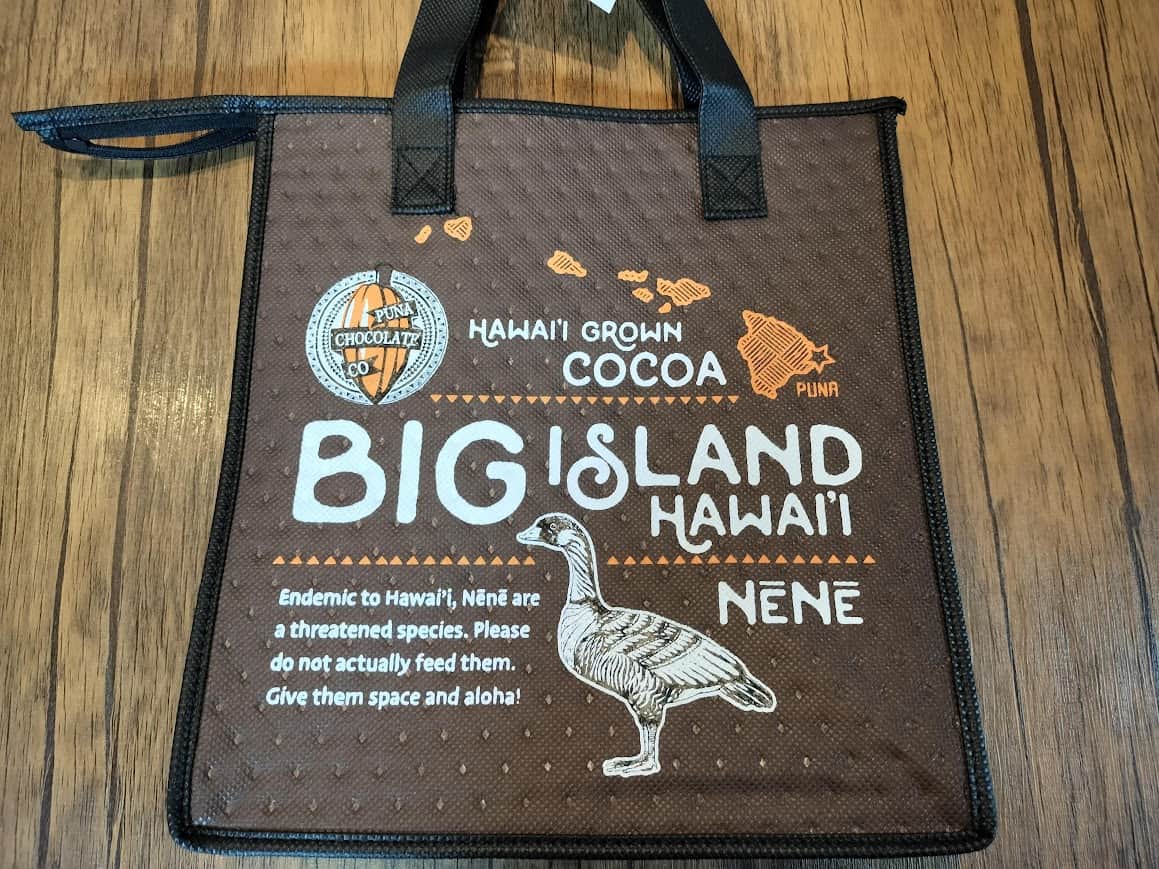 PUNA
CHOCOLATE
CO
HAWAI'I GROWN
COCOA
PUNA
BIG ISLAND
HAWAI'I
NĒNĒ
Endemic to Hawai'i, Nēnē are
a threatened species. Please
do not actually feed them.
Give them space and aloha!